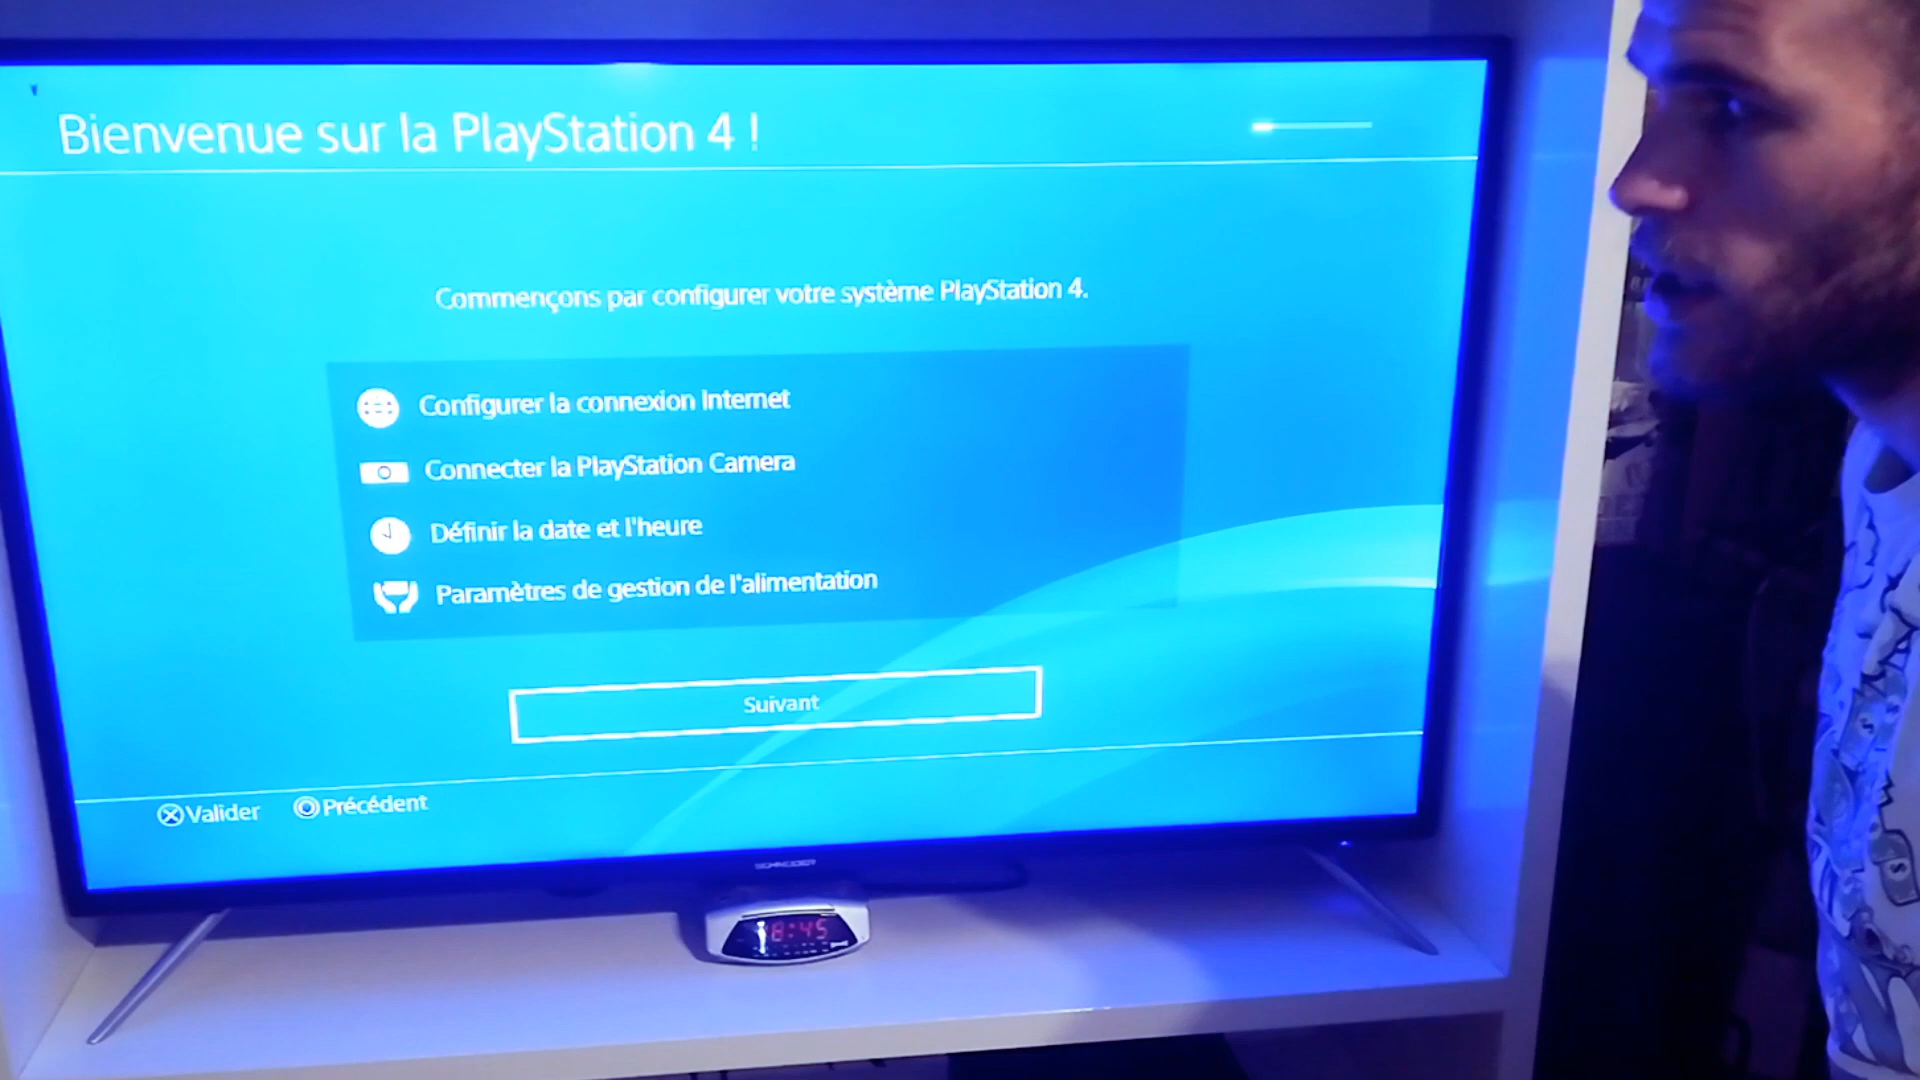 Bienvenue sur la PlayStation 4 !
Commençons par configurer votre système PlayStation 4.
Configurer la connexion Internet
Connecter la PlayStation Camera
Définir la date et l'heure
Paramètres de gestion de l'alimentation
Suivant
Valider Précédent
SCHNEIDER
8:45